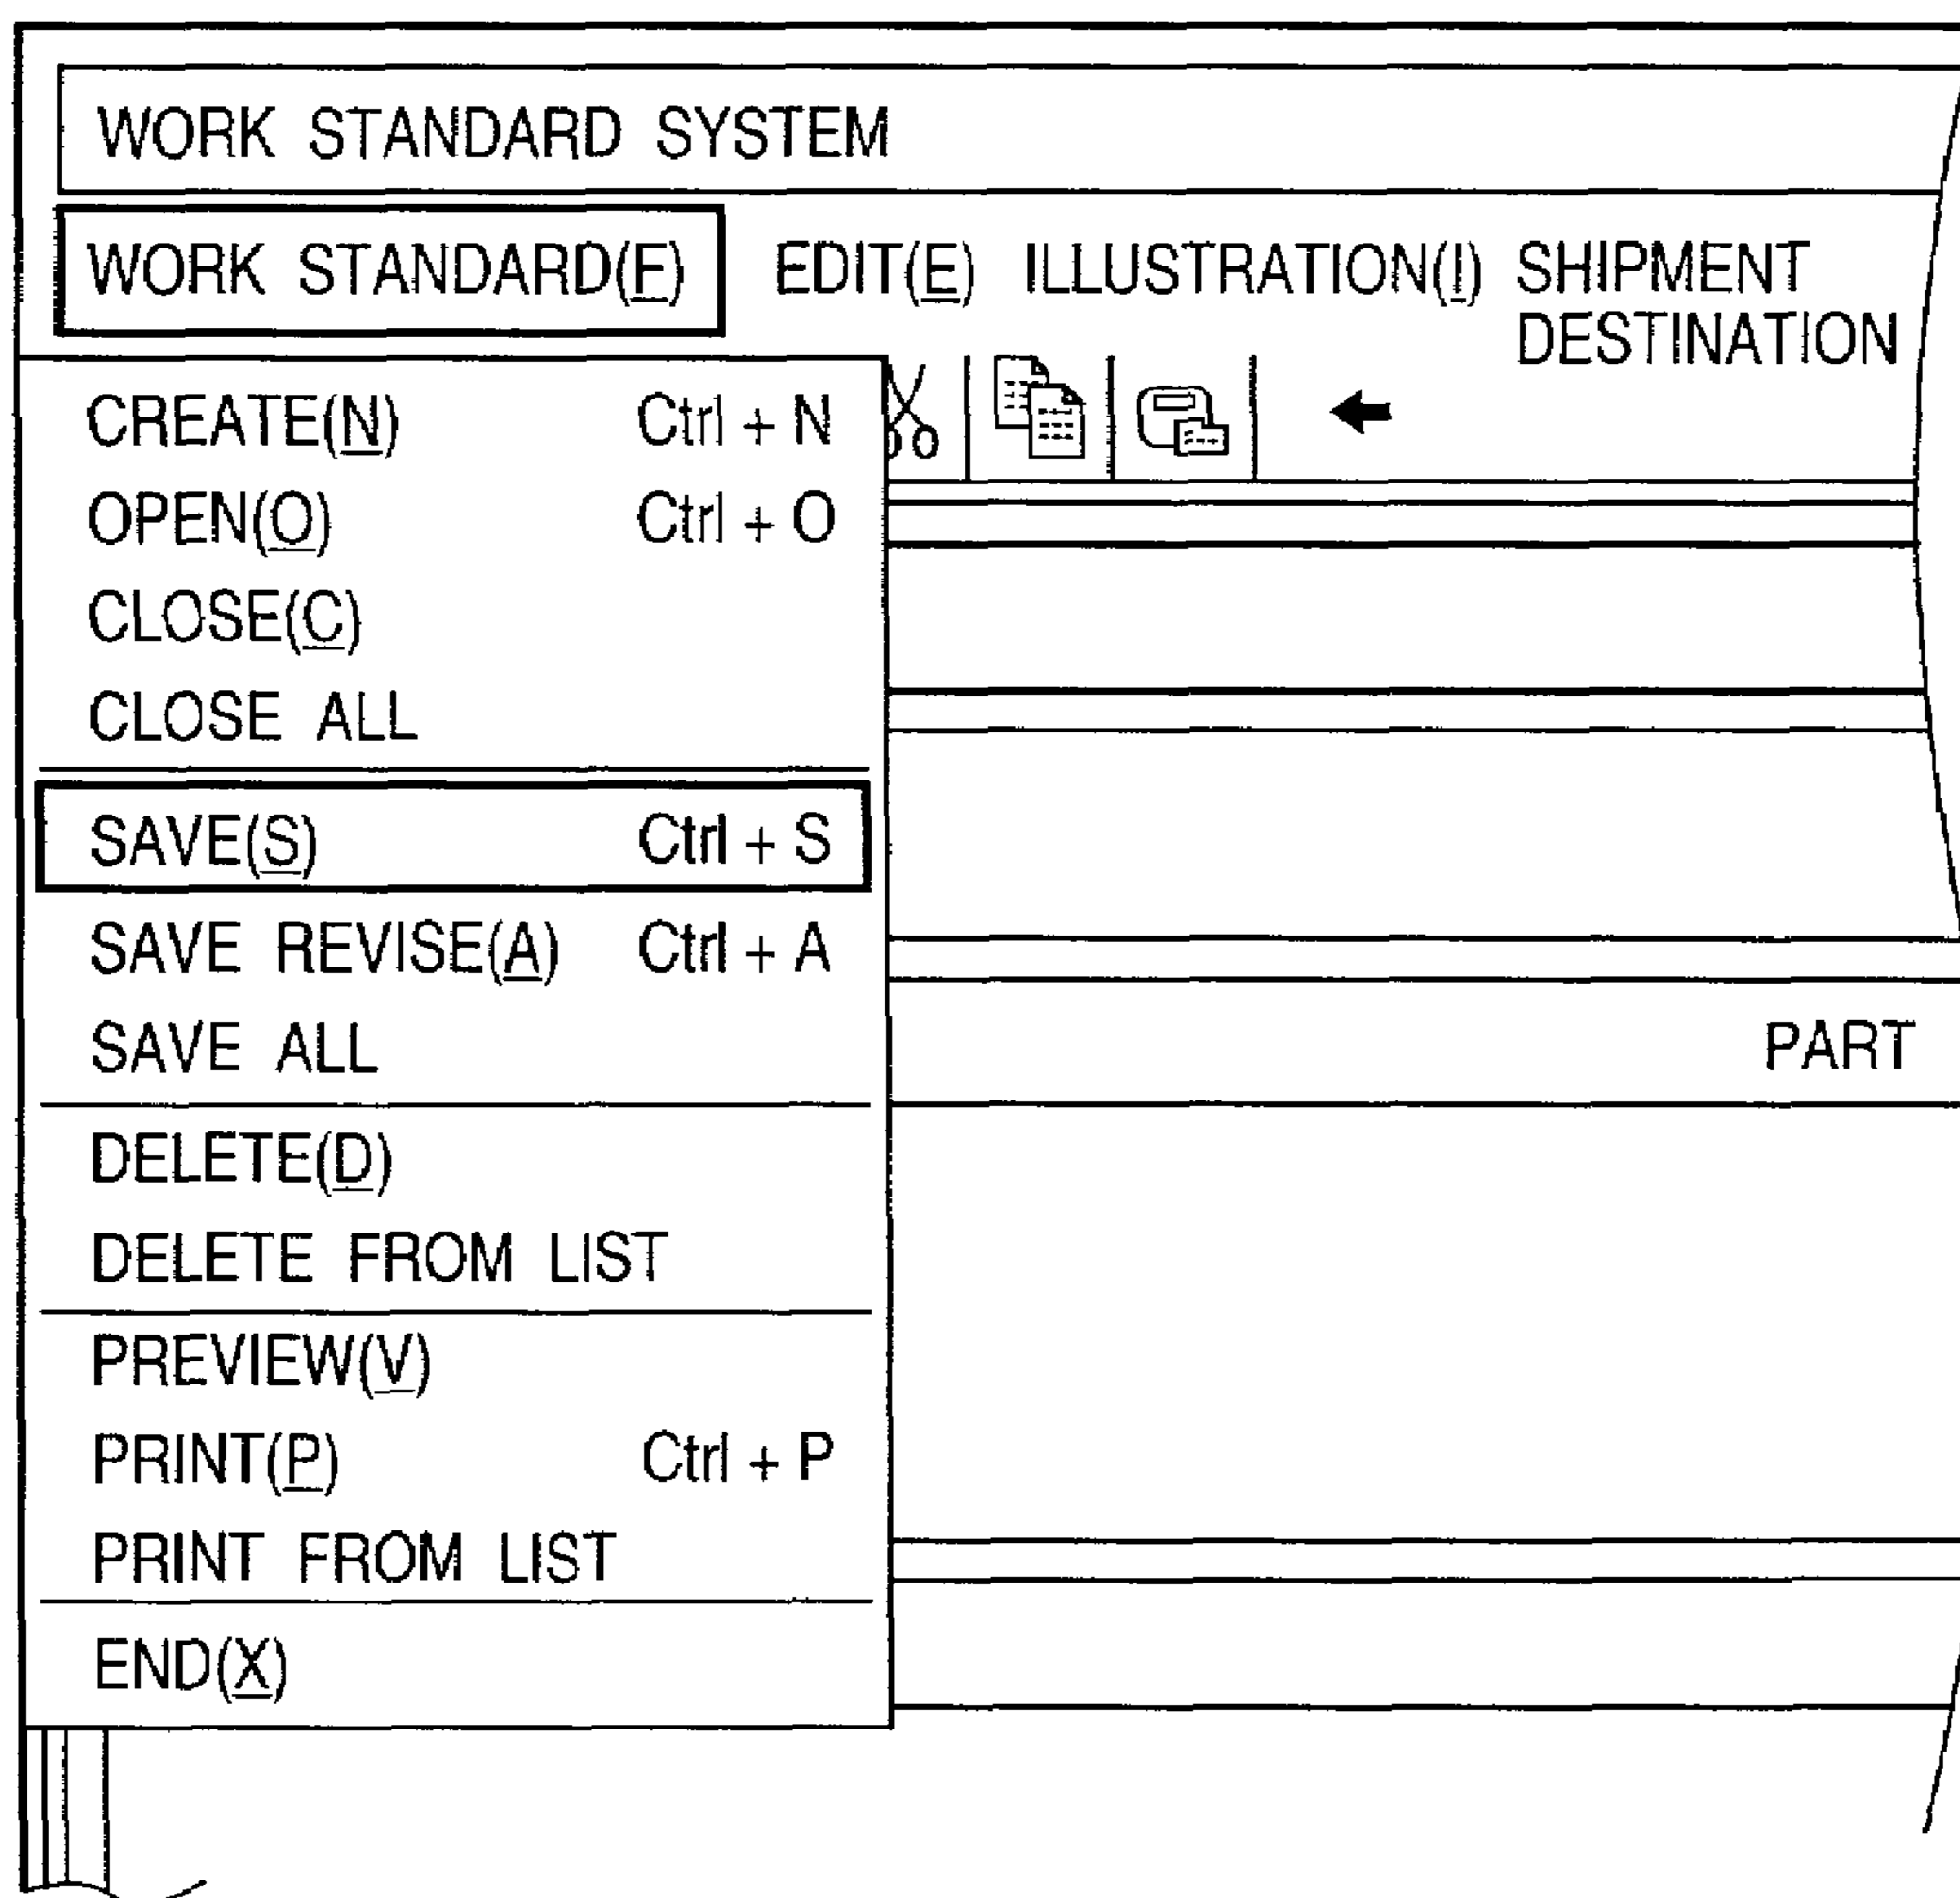 WORK STANDARD SYSTEM
WORK STANDARD(F) EDIT(E) ILLUSTRATION(I) SHIPMENT
DESTINATION
CREATE(N) Ctrl + N
OPEN(O) Ctrl + O
CLOSE(C)
CLOSE ALL
SAVE(S) Ctrl + S
SAVE REVISE(A) Ctrl + A
SAVE ALL
PART
DELETE(D)
DELETE FROM LIST
PREVIEW(V)
PRINT(P) Ctrl + P
PRINT FROM LIST
END(X)